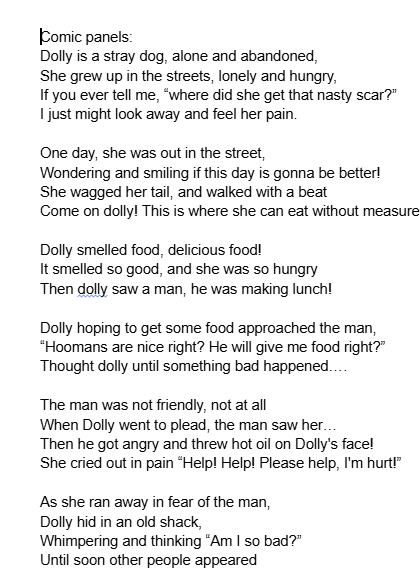 Comic panels:
Dolly is a stray dog, alone and abandoned,
She grew up in the streets, lonely and hungry,
If you ever tell me, “where did she get that nasty scar?”
I just might look away and feel her pain.
One day, she was out in the street,
Wondering and smiling if this day is gonna be better!
She wagged her tail, and walked with a beat
Come on dolly! This is where she can eat without measure
Dolly smelled food, delicious food!
It smelled so good, and she was so hungry
Then dolly saw a man, he was making lunch!
Dolly hoping to get some food approached the man,
“Hoomans are nice right? He will give me food right?”
Thought dolly until something bad happened….
The man was not friendly, not at all
When Dolly went to plead, the man saw her…
Then he got angry and threw hot oil on Dolly's face!
She cried out in pain “Help! Help! Please help, I'm hurt!”
As she ran away in fear of the man,
Dolly hid in an old shack,
Whimpering and thinking “Am I so bad?”
Until soon other people appeared